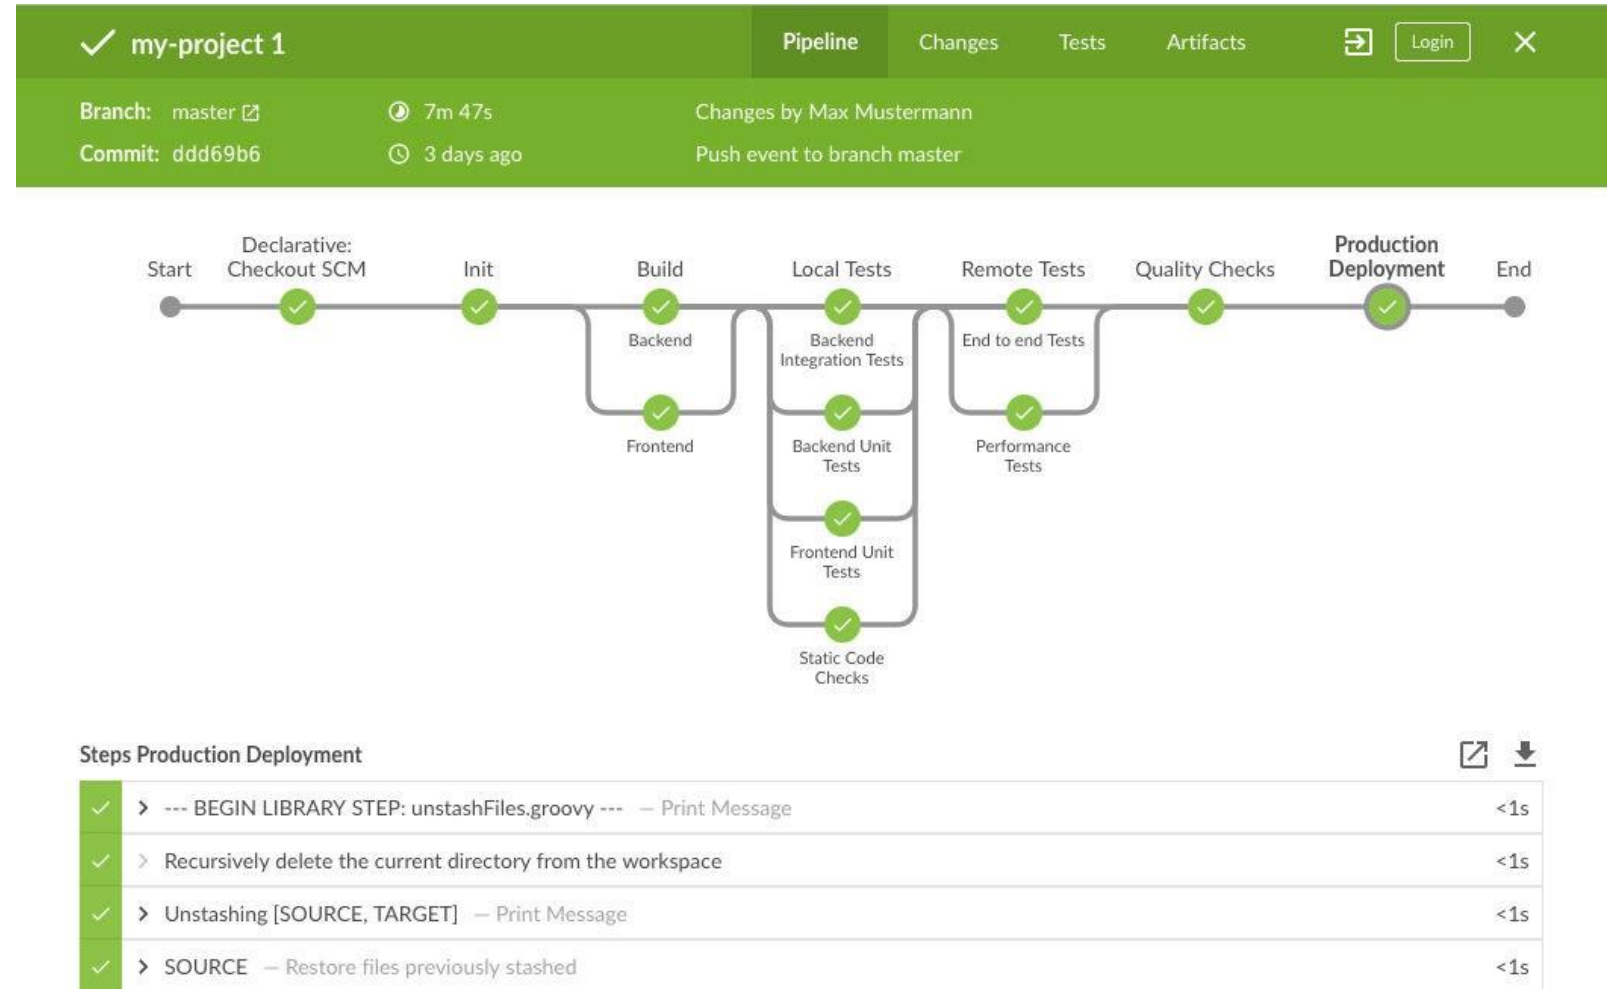 my-project 1
Pipeline
Changes
Tests
Artifacts
Login
Branch: master
7m 47s
Changes by Max Mustermann
Commit: ddd69b6
3 days ago
Push event to branch master
Start
Declarative:
Checkout SCM
Init
Build
Local Tests
Remote Tests
Quality Checks
Production
Deployment
End
Backend
Frontend
Backend
Integration Tests
Backend Unit
Tests
Frontend Unit
Tests
Static Code
Checks
End to end Tests
Performance
Tests
Steps Production Deployment
--- BEGIN LIBRARY STEP: unstashFiles.groovy --- — Print Message <1s
Recursively delete the current directory from the workspace <1s
Unstashing [SOURCE, TARGET] — Print Message <1s
SOURCE — Restore files previously stashed <1s